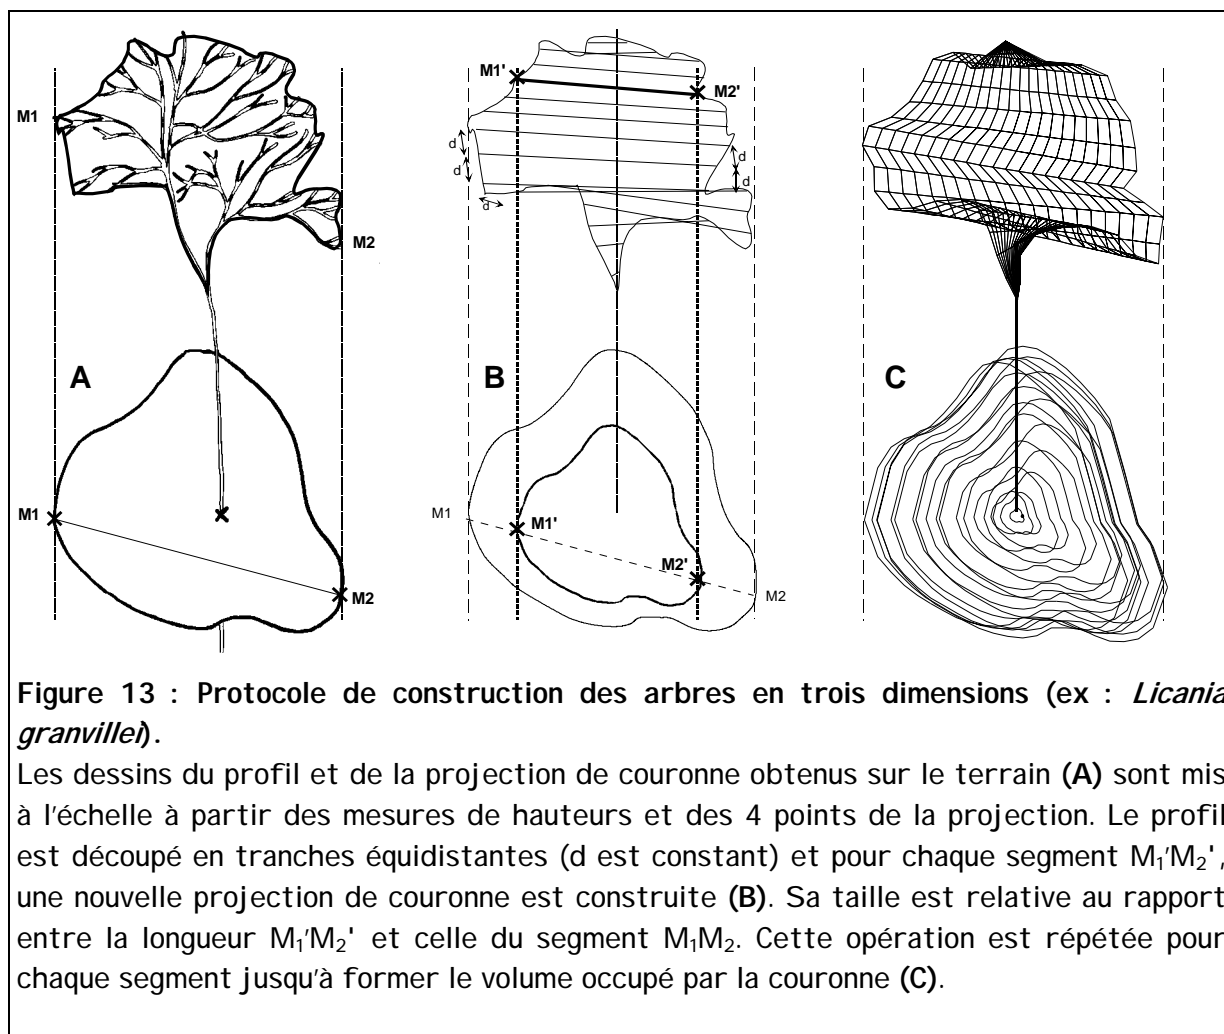 M1
M2
A
M1
M2
M1'
M2'
d
d
d
d
d
B
M1
M1'
M2'
M2
C
Figure 13 : Protocole de construction des arbres en trois dimensions (ex : Licania
granvillei).
Les dessins du profil et de la projection de couronne obtenus sur le terrain (A) sont mis
à l'échelle à partir des mesures de hauteurs et des 4 points de la projection. Le profil
est découpé en tranches équidistantes (d est constant) et pour chaque segment M₁'M₂',
une nouvelle projection de couronne est construite (B). Sa taille est relative au rapport
entre la longueur M₁'M₂' et celle du segment M₁M₂. Cette opération est répétée pour
chaque segment jusqu'à former le volume occupé par la couronne (C).